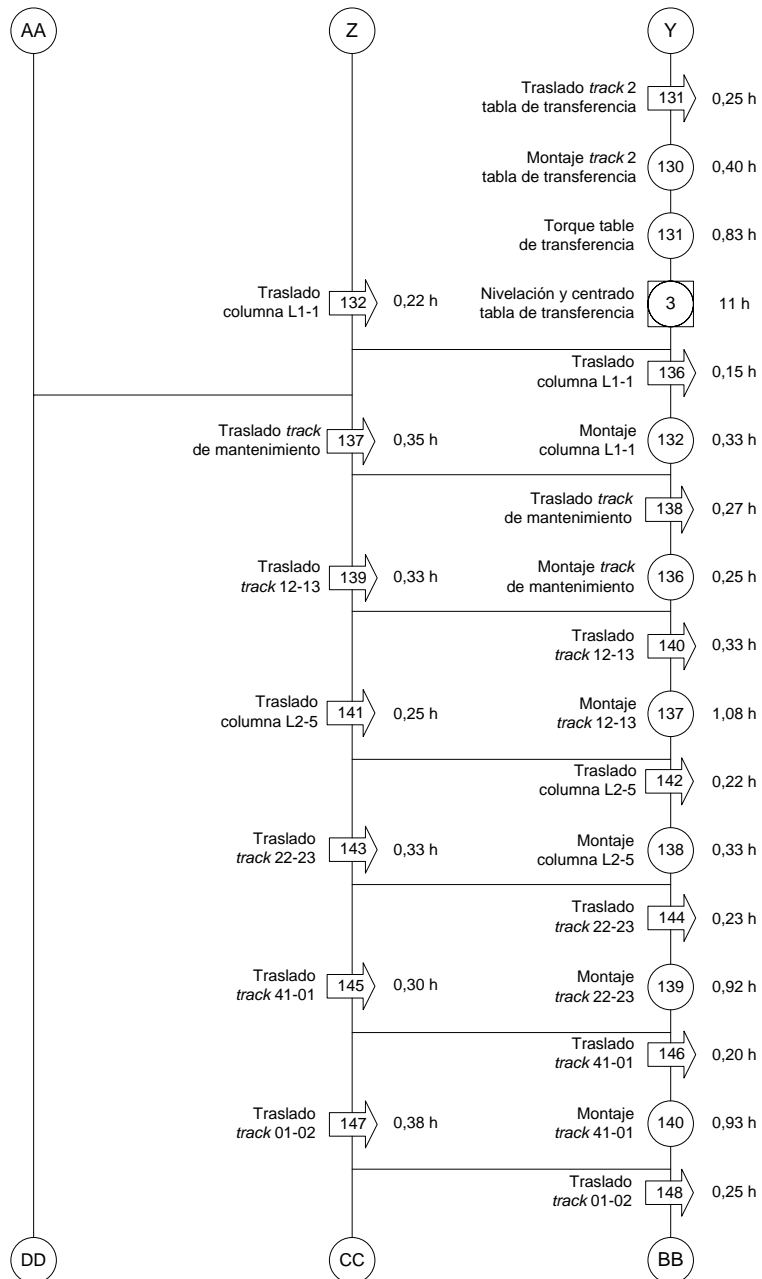 AA
Z
Y
Traslado track 2
tabla de transferencia
131
0,25 h
Montaje track 2
tabla de transferencia
130
0,40 h
Torque table
de transferencia
131
0,83 h
Traslado
columna L1-1
132
0,22 h
Nivelación y centrado
tabla de transferencia
3
11 h
Traslado
columna L1-1
136
0,15 h
Traslado track
de mantenimiento
137
0,35 h
Montaje
columna L1-1
132
0,33 h
Traslado track
de mantenimiento
138
0,27 h
Traslado
track 12-13
139
0,33 h
Montaje track
de mantenimiento
136
0,25 h
Traslado
track 12-13
140
0,33 h
Traslado
columna L2-5
141
0,25 h
Montaje
track 12-13
137
1,08 h
Traslado
columna L2-5
142
0,22 h
Traslado
track 22-23
143
0,33 h
Montaje
columna L2-5
138
0,33 h
Traslado
track 22-23
144
0,23 h
Traslado
track 41-01
145
0,30 h
Montaje
track 22-23
139
0,92 h
Traslado
track 41-01
146
0,20 h
Traslado
track 01-02
147
0,38 h
Montaje
track 41-01
140
0,93 h
Traslado
track 01-02
148
0,25 h
DD
CC
BB